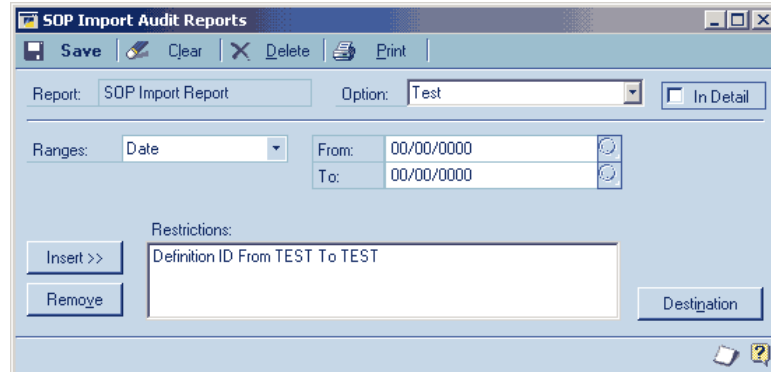 SOP Import Audit Reports
Save Clear Delete Print
Report: SOP Import Report Option: Test In Detail
Ranges: Date From: 00/00/0000
To: 00/00/0000
Restrictions:
Insert >> Definition ID From TEST To TEST
Remove Destination